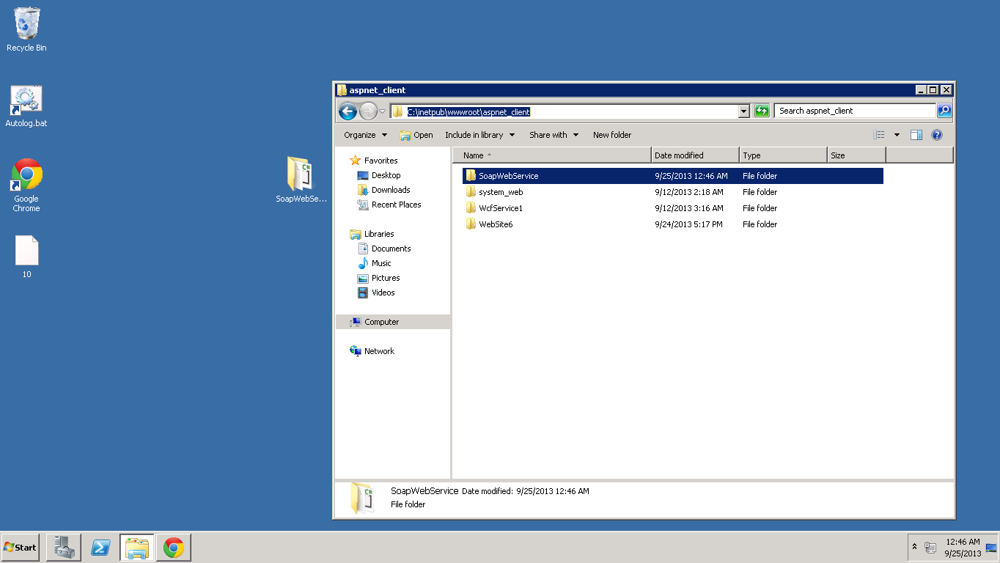 Recycle Bin
Autolog.bat
Google
Chrome
10
SoapWebSe...
aspnet_client
C:\inetpub\wwwroot\aspnet_client
Search aspnet_client
Organize Open Include in library Share with New folder
Favorites
Desktop
Downloads
Recent Places
Libraries
Documents
Music
Pictures
Videos
Computer
Network
Name Date modified Type Size
SoapWebService 9/25/2013 12:46 AM File folder
system_web 9/12/2013 2:18 AM File folder
WcfService1 9/12/2013 3:16 AM File folder
WebSite6 9/24/2013 5:17 PM File folder
SoapWebService Date modified: 9/25/2013 12:46 AM
File folder
Start
12:46 AM
9/25/2013